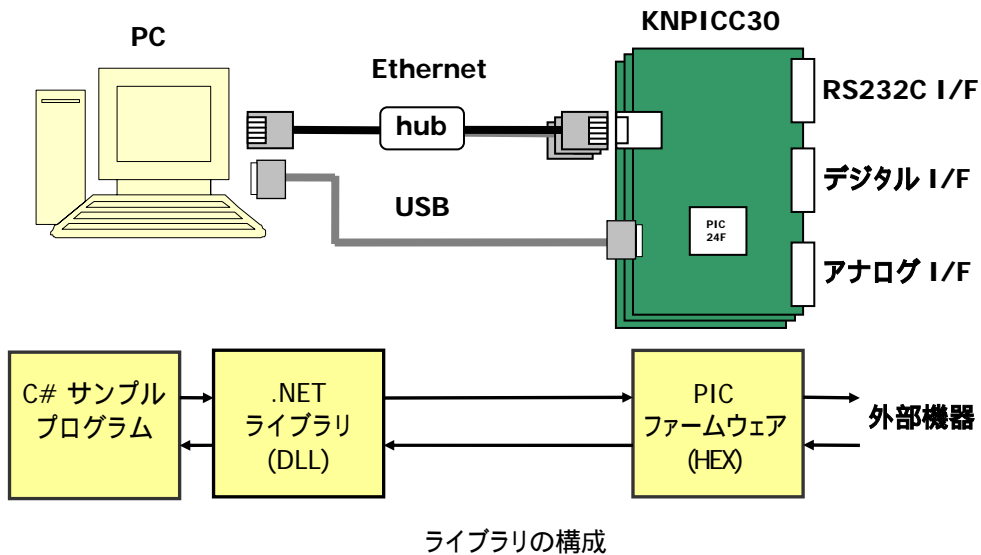 PC
KNPICC30
Ethernet
hub
USB
PIC
24F
RS232C I/F
デジタル I/F
アナログ I/F
C# サンプル
プログラム
.NET
ライブラリ
(DLL)
PIC
ファームウェア
(HEX)
外部機器
ライブラリの構成